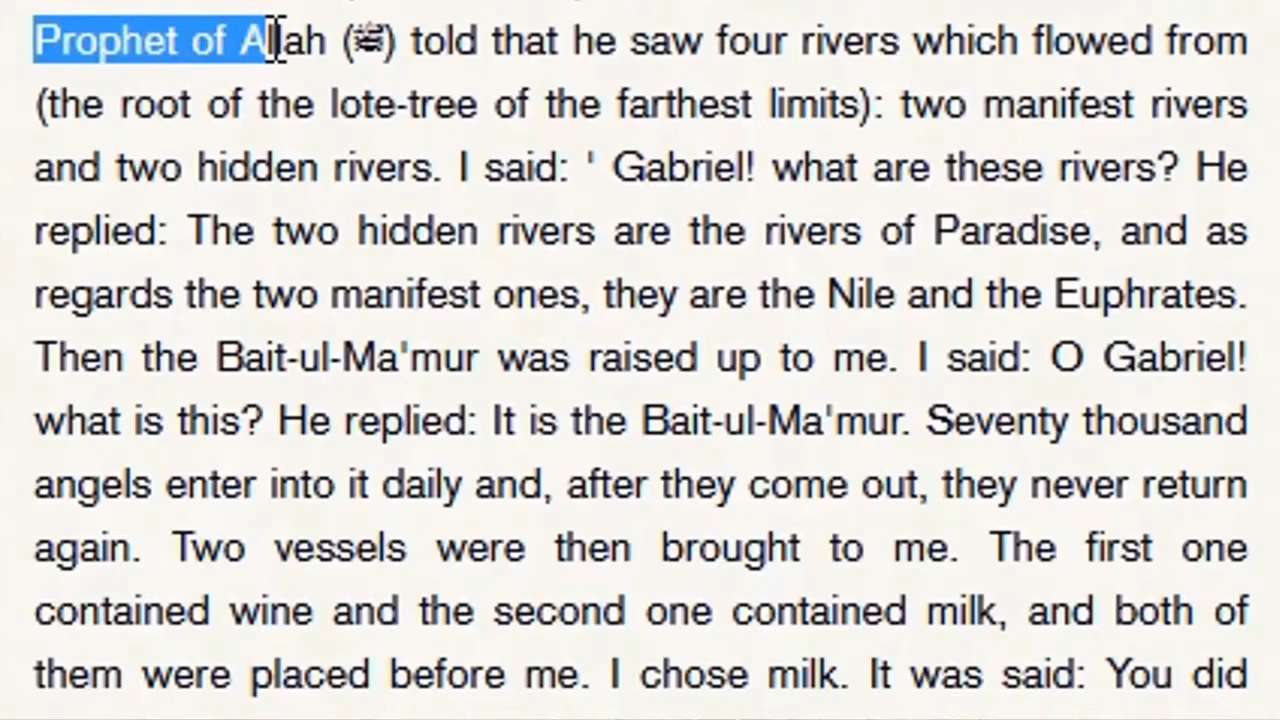 Prophet of Allah (ﷺ) told that he saw four rivers which flowed from
(the root of the lote-tree of the farthest limits): two manifest rivers
and two hidden rivers. I said: ' Gabriel! what are these rivers? He
replied: The two hidden rivers are the rivers of Paradise, and as
regards the two manifest ones, they are the Nile and the Euphrates.
Then the Bait-ul-Ma'mur was raised up to me. I said: O Gabriel!
what is this? He replied: It is the Bait-ul-Ma'mur. Seventy thousand
angels enter into it daily and, after they come out, they never return
again. Two vessels were then brought to me. The first one
contained wine and the second one contained milk, and both of
them were placed before me. I chose milk. It was said: You did